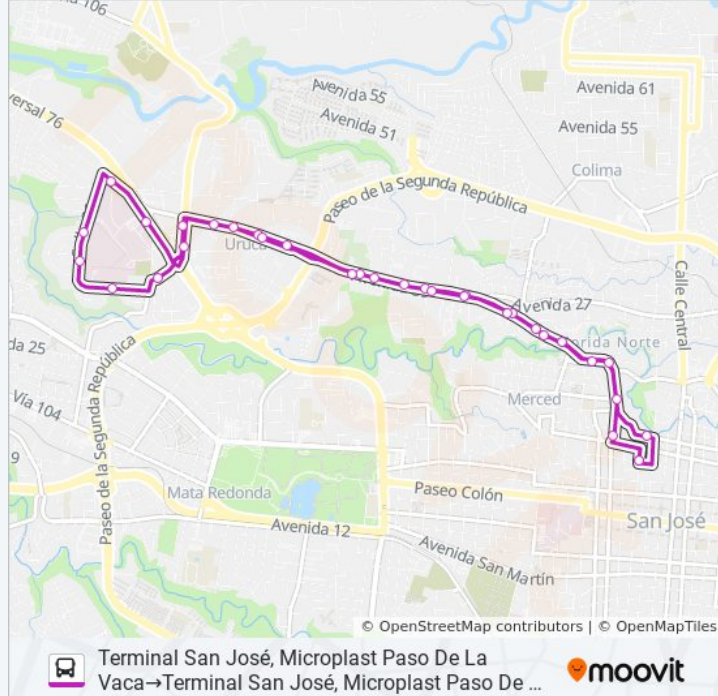 a 106
Avenida 61
Avenida 55
Avenida 51
Avenida 55
versal 76
Colima
Paseo de la Segunda República
Uruca
Calle Central
Avenida 27
orida Norte
da 25
Merced
Vía 104
Paseo de la Segunda República
9
Mata Redonda
Paseo Colón
San José
Avenida 12
Avenida San Martín
© OpenStreetMap contributors | © OpenMapTiles
Terminal San José, Microplast Paso De La
Vaca→Terminal San José, Microplast Paso De ...
moovit